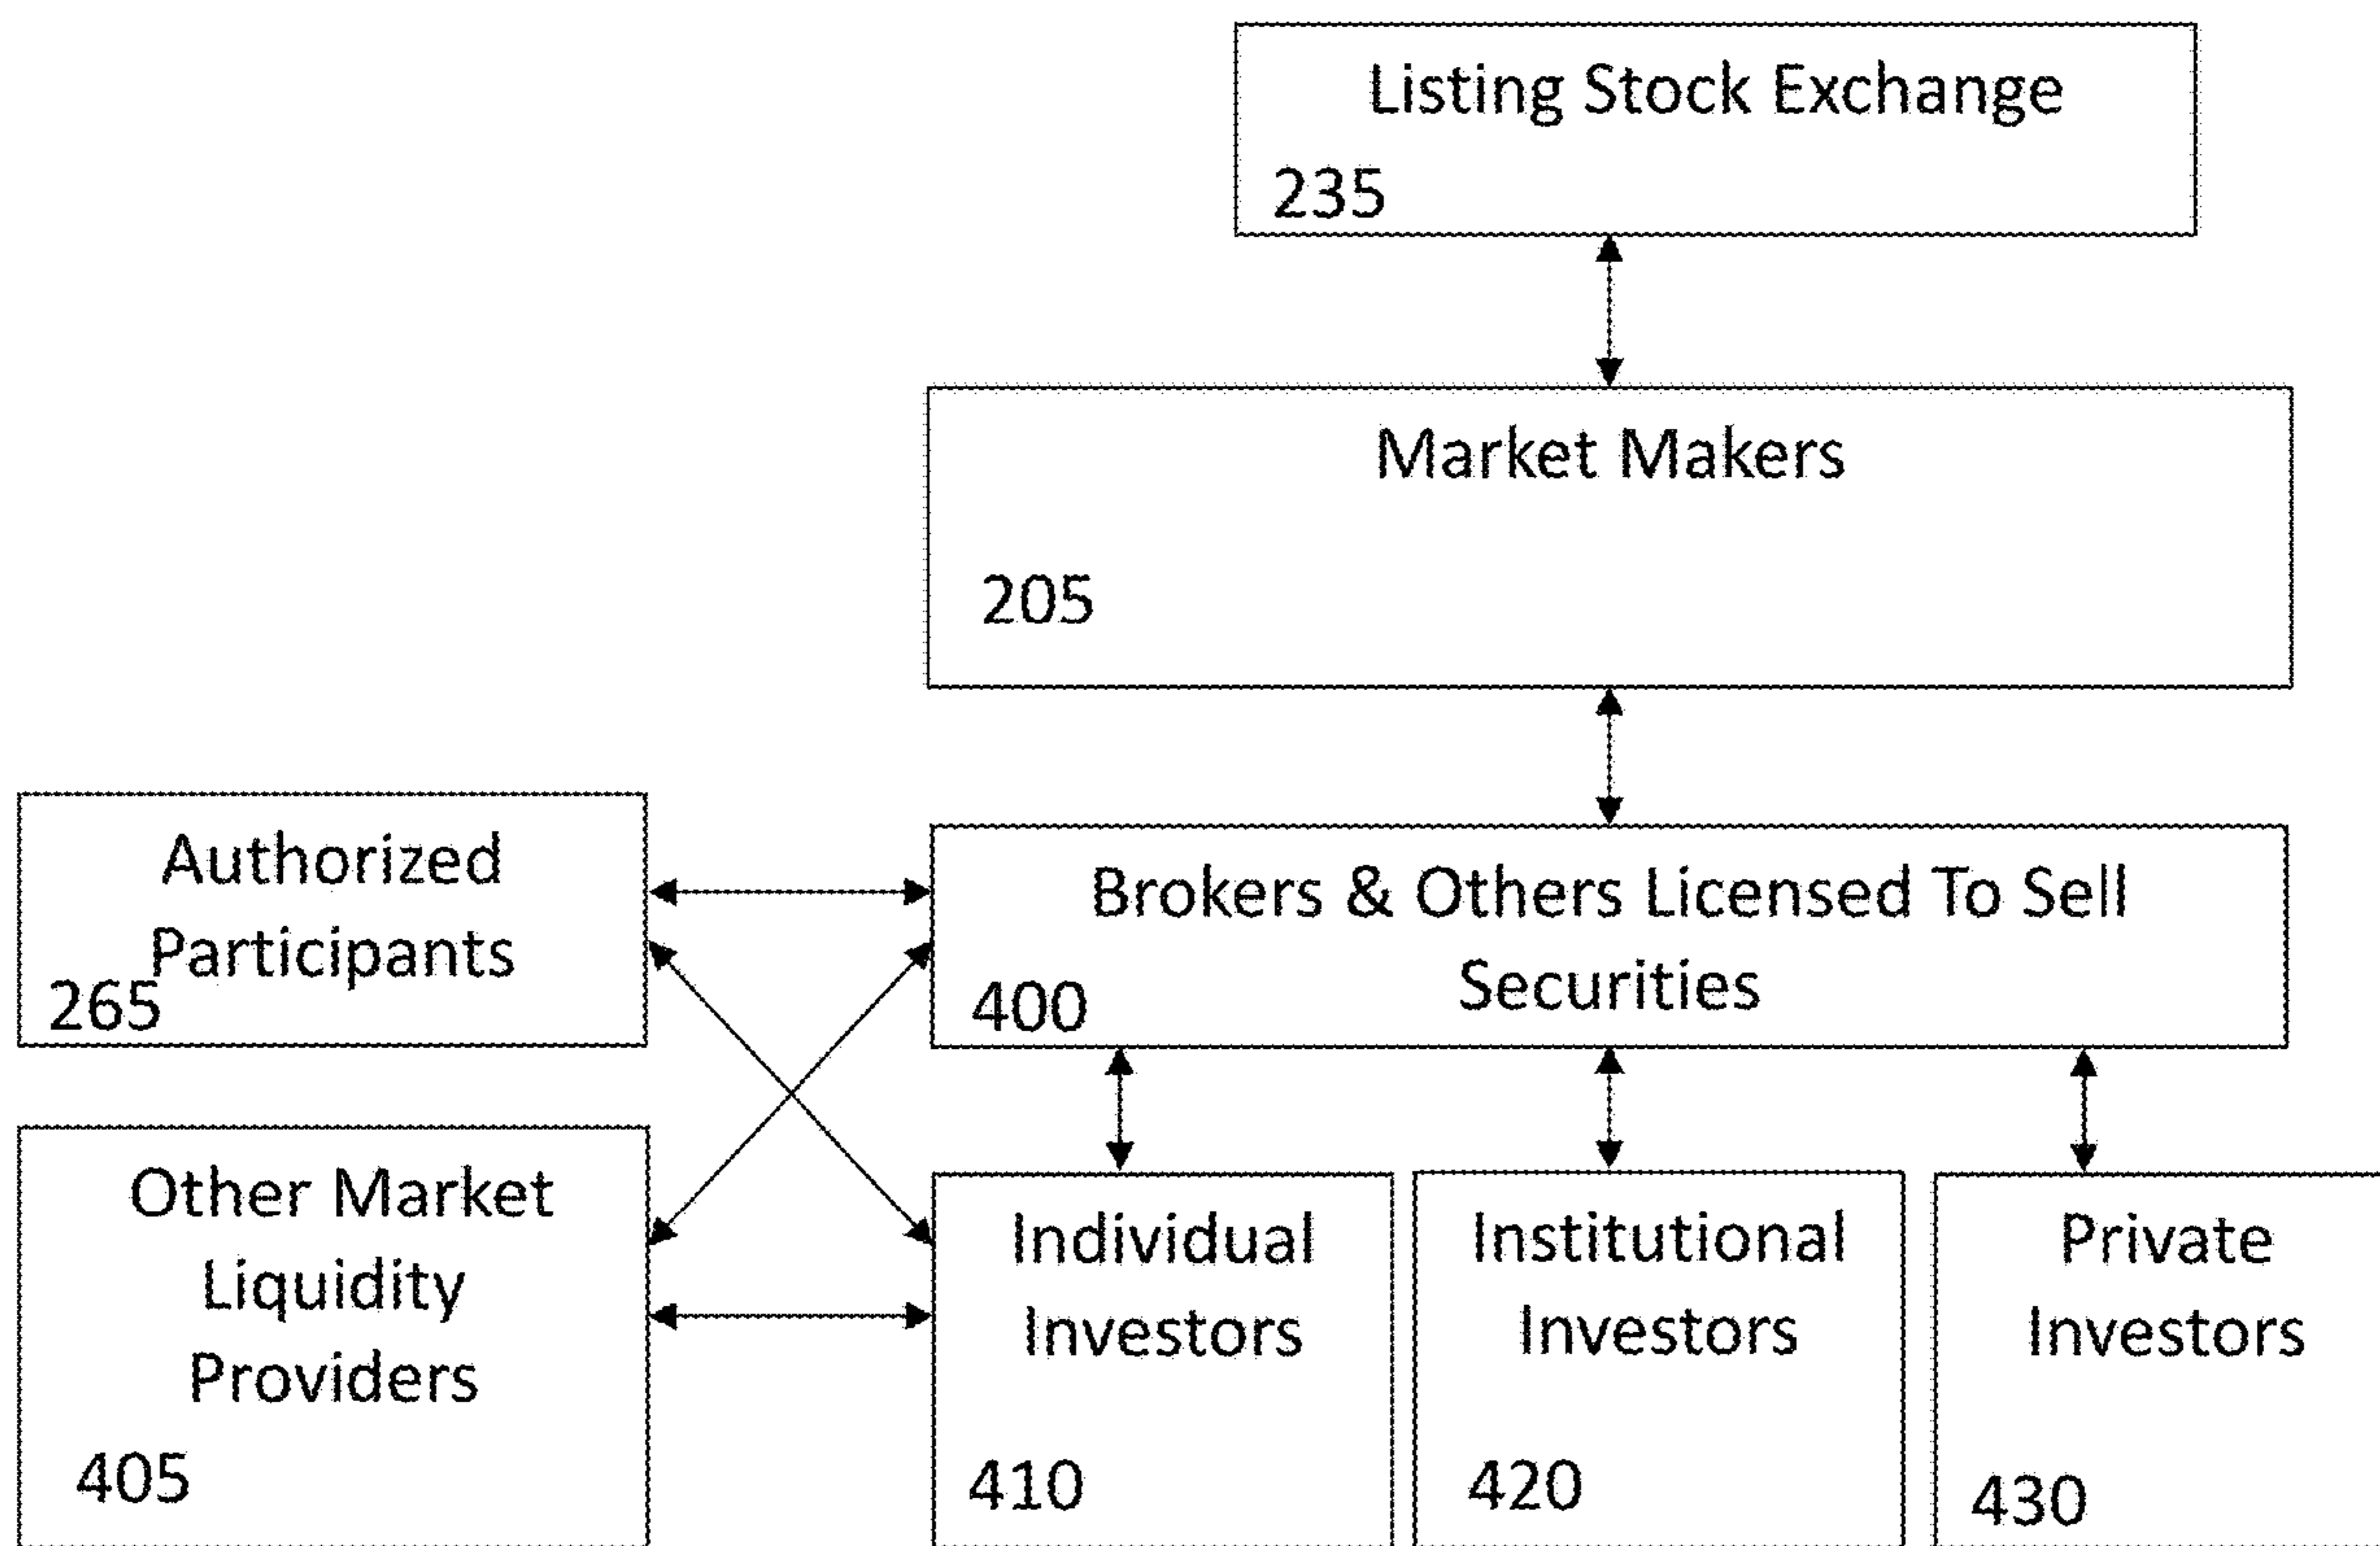 Listing Stock Exchange
235
Market Makers
205
Authorized
Participants
265
Brokers & Others Licensed To Sell
Securities
400
Other Market
Liquidity
Providers
405
Individual
Investors
410
Institutional
Investors
420
Private
Investors
430